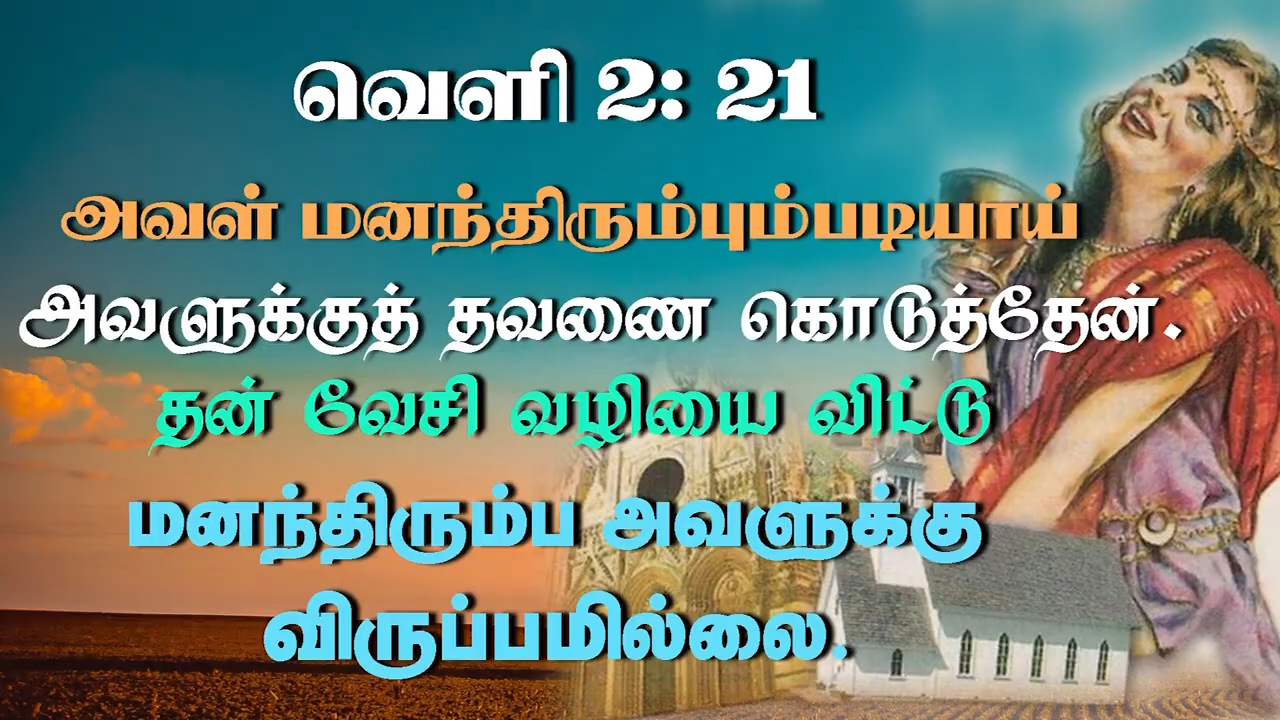 வெளி 2: 21
அவள் மனந்திரும்பும்படியாய்
அவளுக்குத் தவணை கொடுத்தேன்.
தன் வேசி வழியை விட்டு
மனந்திரும்ப அவளுக்கு
விருப்பமில்லை.